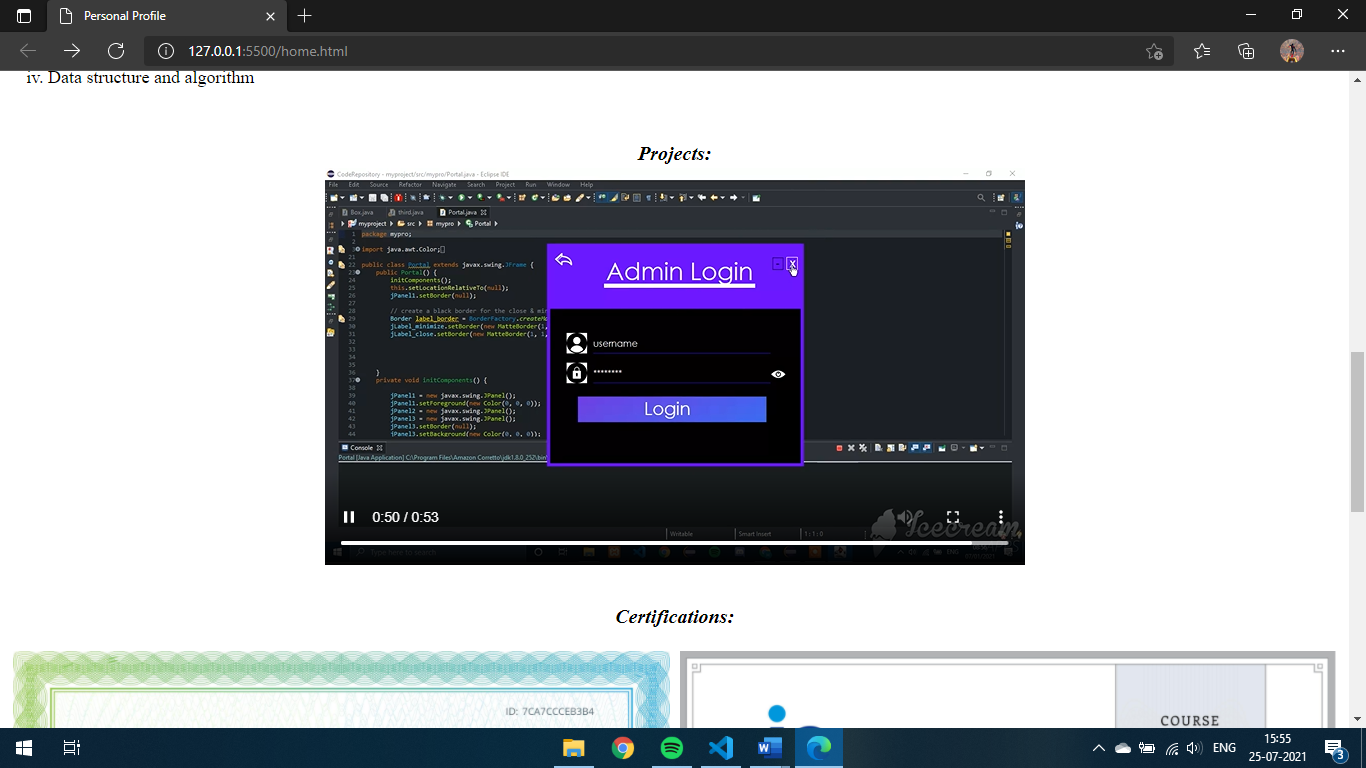 Personal Profile
127.0.0.1:5500/home.html
iv. Data structure and algorithm
Projects:
CodeRepository - myproject/src/mypro/Portal.java - Eclipse IDE
File Edit Source Refactor Navigate Search Project Run Window Help
Box.java third.java Portal.java
myproject src mypro Portal
1 package mypro;
2
3 import java.awt.Color;
21
22 public class Portal extends javax.swing.JFrame {
23 public Portal() {
24 initComponents();
25 this.setLocationRelativeTo(null);
26 jPanel1.setBorder(null);
27
28 // create a black border for the close & mi
29 Border label_border = BorderFactory.createMa
30 jLabel_minimize.setBorder(new MatteBorder(1,
31 jLabel_close.setBorder(new MatteBorder(1, 1,
32
33
34
35
36 }
37 private void initComponents() {
38
39 jPanel1 = new javax.swing.JPanel();
40 jPanel1.setForeground(new Color(0, 0, 0));
41 jPanel2 = new javax.swing.JPanel();
42 jPanel3 = new javax.swing.JPanel();
43 jPanel3.setBorder(null);
44 jPanel3.setBackground(new Color(0, 0, 0));
Admin Login
username
Login
Console
Portal [Java Application] C:\Program Files\Amazon Corretto\jdk1.8.0_252\bin
0:50 / 0:53
Icecream
Writable Smart Insert 1 : 1 : 0
Type here to search
ENG
Certifications:
ID: 7CA7CCCEB3B4
COURSE
ENG
15:55
25-07-2021
3